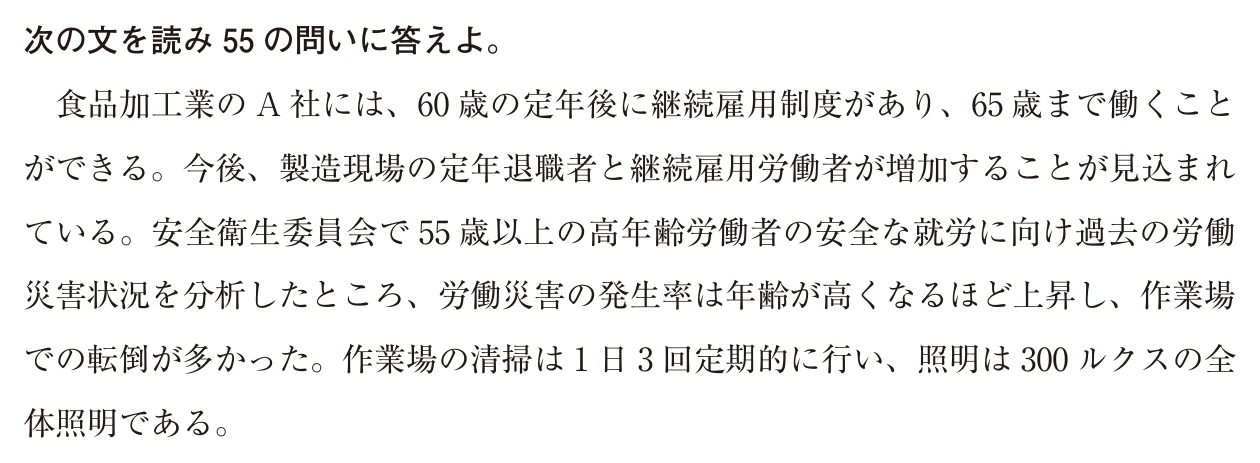 次の文を読み 55 の問いに答えよ。
食品加工業の A 社には、60 歳の定年後に継続雇用制度があり、65 歳まで働くこと
ができる。今後、製造現場の定年退職者と継続雇用労働者が増加することが見込まれ
ている。安全衛生委員会で 55 歳以上の高年齢労働者の安全な就労に向け過去の労働
災害状況を分析したところ、労働災害の発生率は年齢が高くなるほど上昇し、作業場
での転倒が多かった。作業場の清掃は 1 日 3 回定期的に行い、照明は 300 ルクスの全
体照明である。